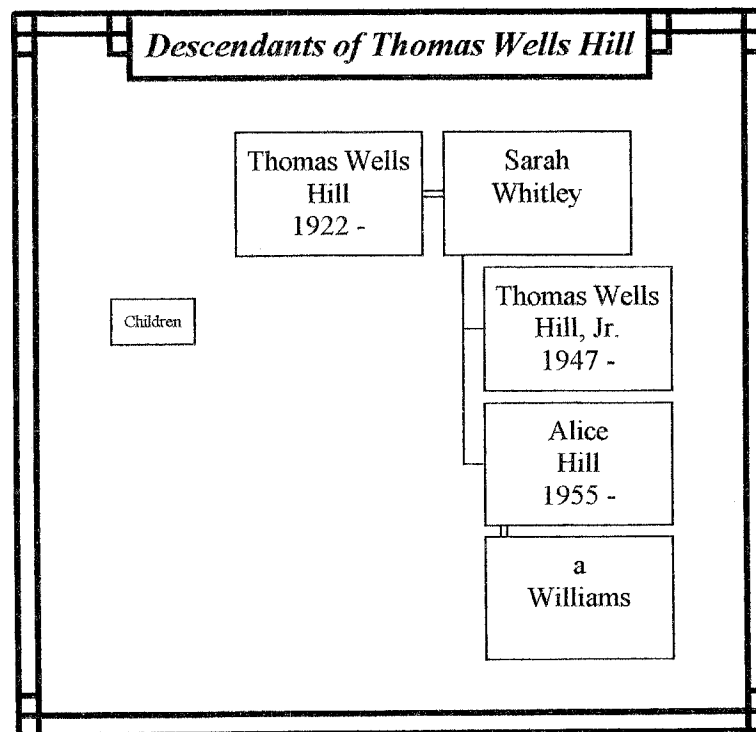 Descendants of Thomas Wells Hill
Thomas Wells
Hill
1922 -
Sarah
Whitley
Children
Thomas Wells
Hill, Jr.
1947 -
Alice
Hill
1955 -
a
Williams